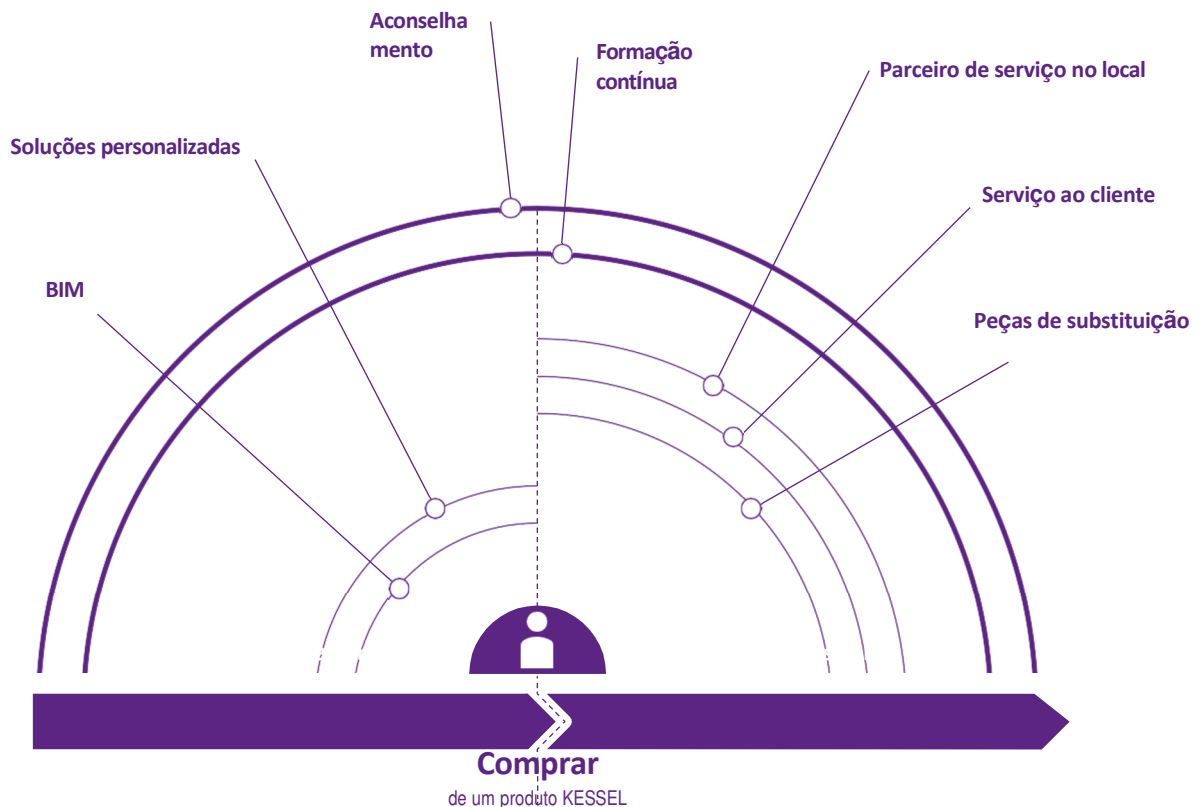 Aconselha
mento
Formação
contínua
Parceiro de serviço no local
Soluções personalizadas
Serviço ao cliente
BIM
Peças de substituição
Comprar
de um produto KESSEL